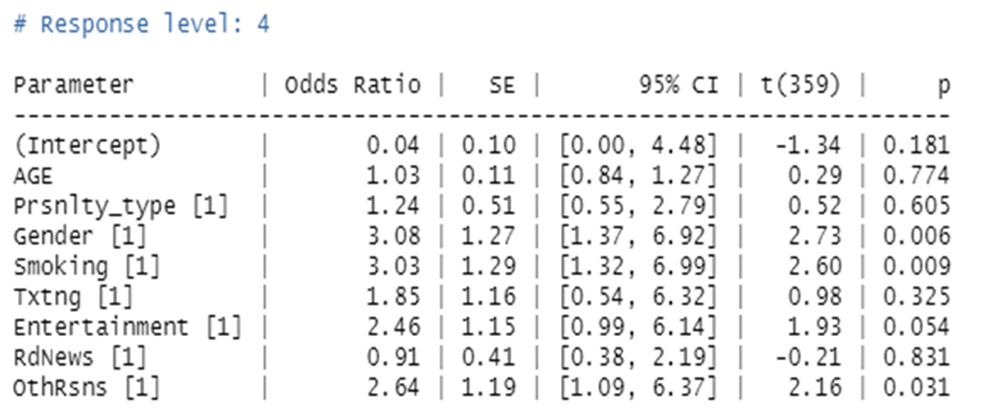 # Response level: 4
Parameter | Odds Ratio | SE | 95% CI | t(359) | p
-----------------------------------------------------------------------------------
(Intercept) | 0.04 | 0.10 | [0.00, 4.48] | -1.34 | 0.181
AGE | 1.03 | 0.11 | [0.84, 1.27] | 0.29 | 0.774
Prsnlty_type [1] | 1.24 | 0.51 | [0.55, 2.79] | 0.52 | 0.605
Gender [1] | 3.08 | 1.27 | [1.37, 6.92] | 2.73 | 0.006
Smoking [1] | 3.03 | 1.29 | [1.32, 6.99] | 2.60 | 0.009
Txtng [1] | 1.85 | 1.16 | [0.54, 6.32] | 0.98 | 0.325
Entertainment [1] | 2.46 | 1.15 | [0.99, 6.14] | 1.93 | 0.054
RdNews [1] | 0.91 | 0.41 | [0.38, 2.19] | -0.21 | 0.831
OthRsns [1] | 2.64 | 1.19 | [1.09, 6.37] | 2.16 | 0.031